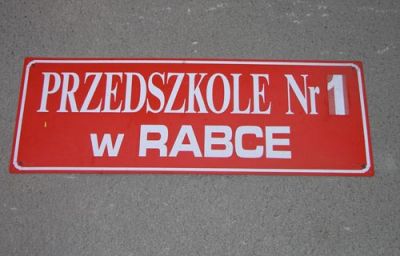 PRZEDSZKOLE Nr 1
w RABCE